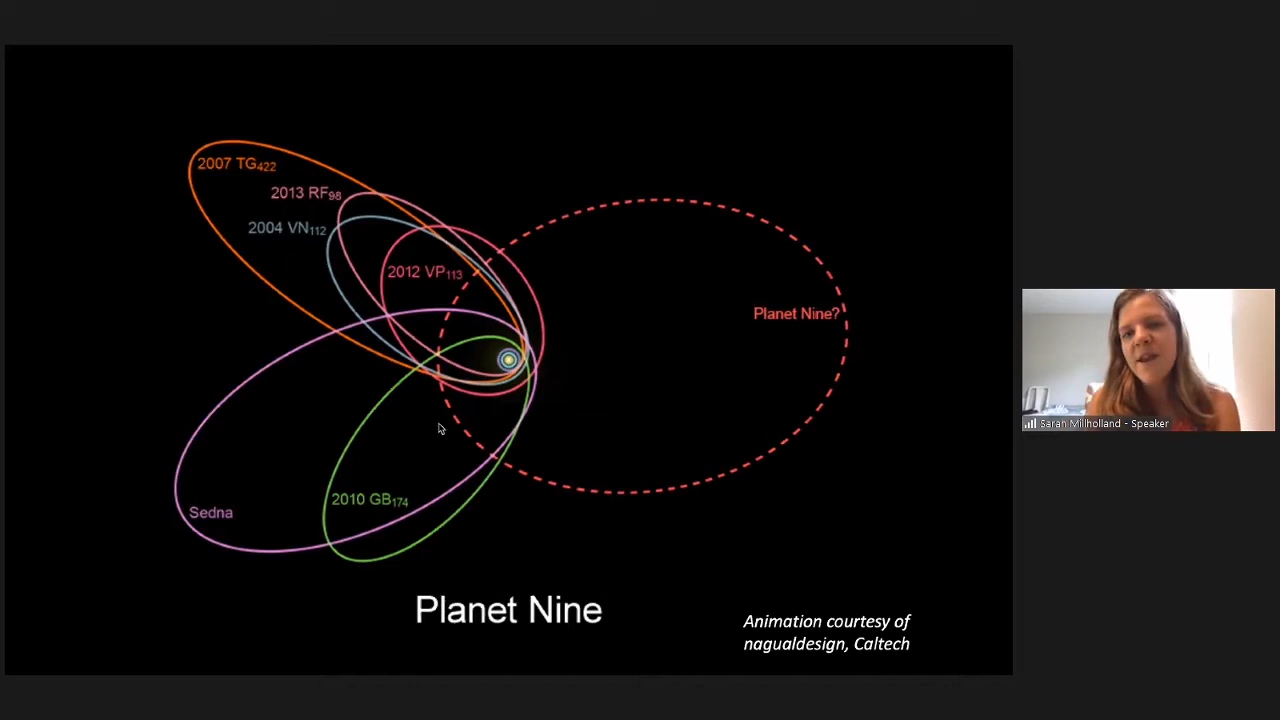 2007 TG422
2013 RF98
2004 VN112
2012 VP113
Planet Nine?
Sedna
2010 GB174
Planet Nine
Animation courtesy of
nagualdesign, Caltech
Sarah Millholland - Speaker